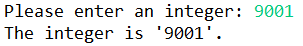 Please enter an integer: 9001
The integer is '9001'.